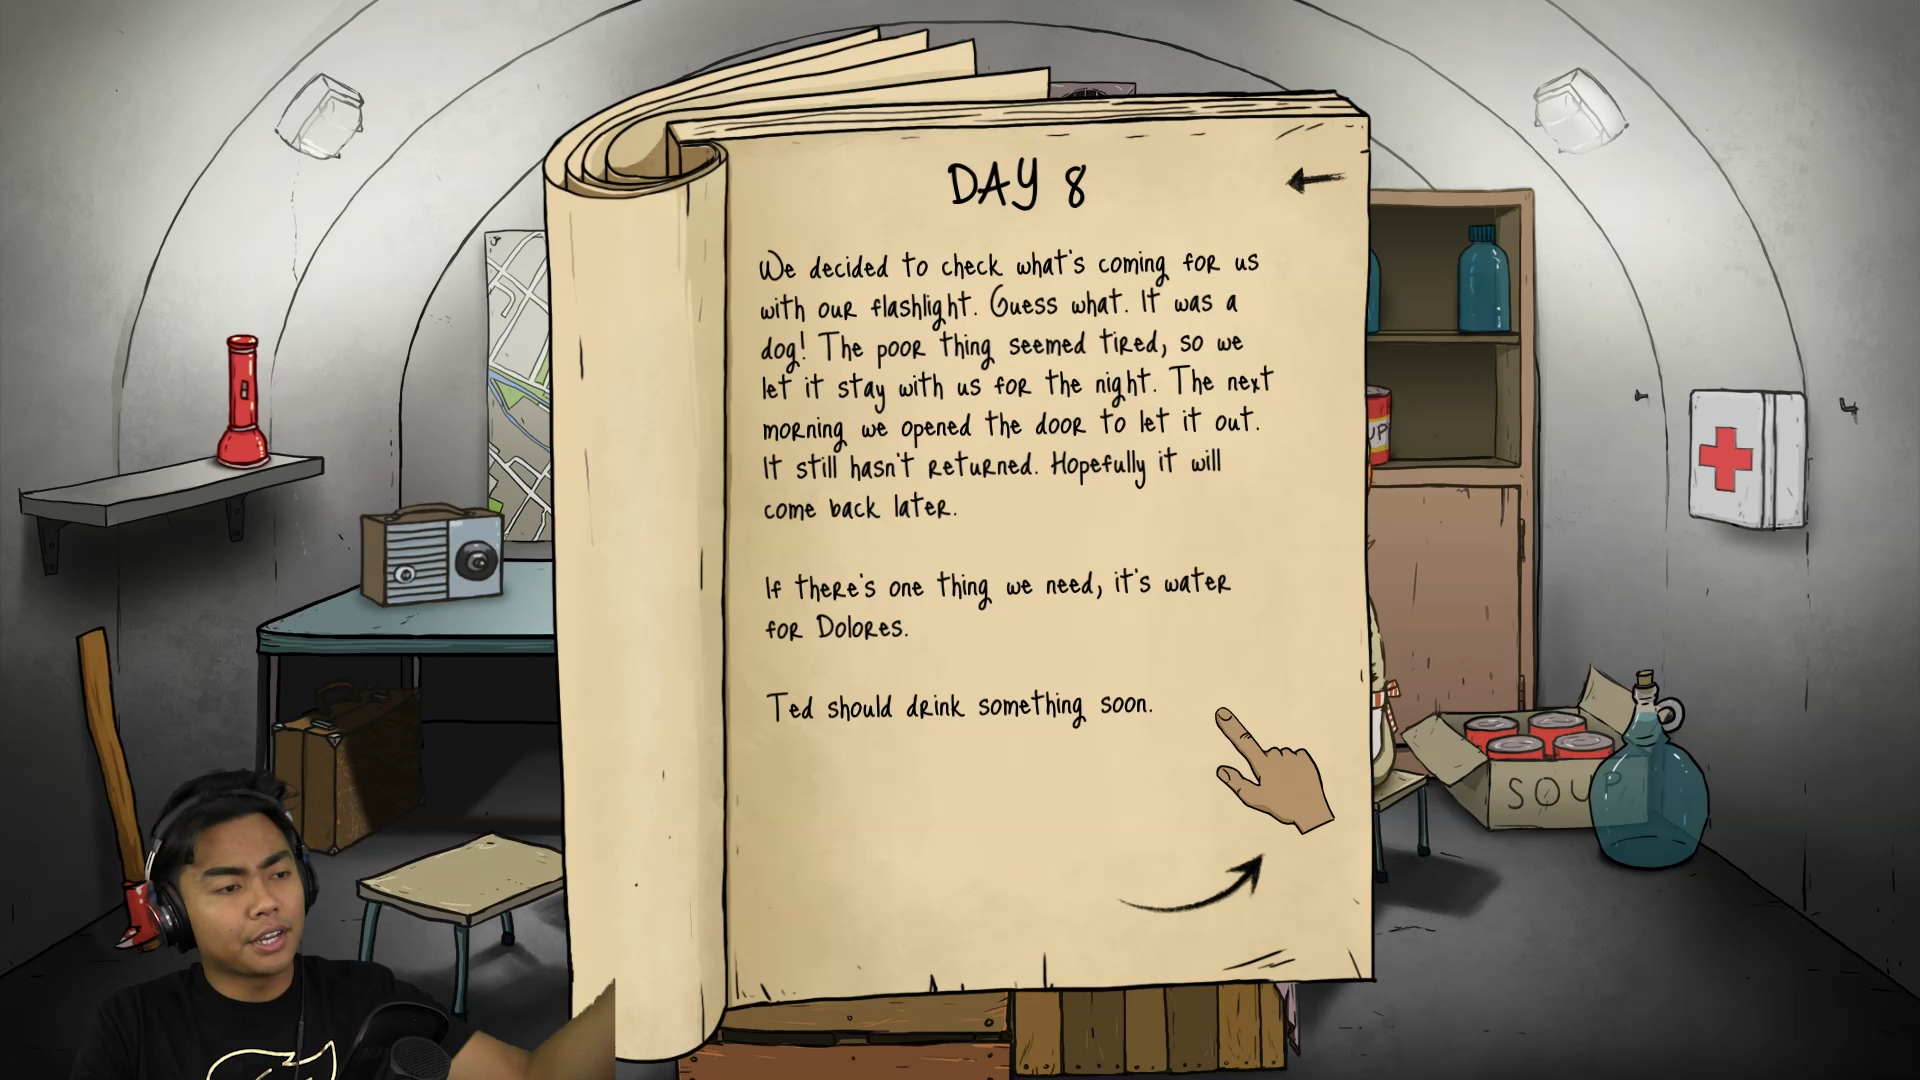 DAY 8
We decided to check what's coming for us
with our flashlight. Guess what. It was a
dog! The poor thing seemed tired, so we
let it stay with us for the night. The next
morning we opened the door to let it out.
It still hasn't returned. Hopefully it will
come back later.
If there's one thing we need, it's water
for Dolores.
Ted should drink something soon.
UP
SOUP